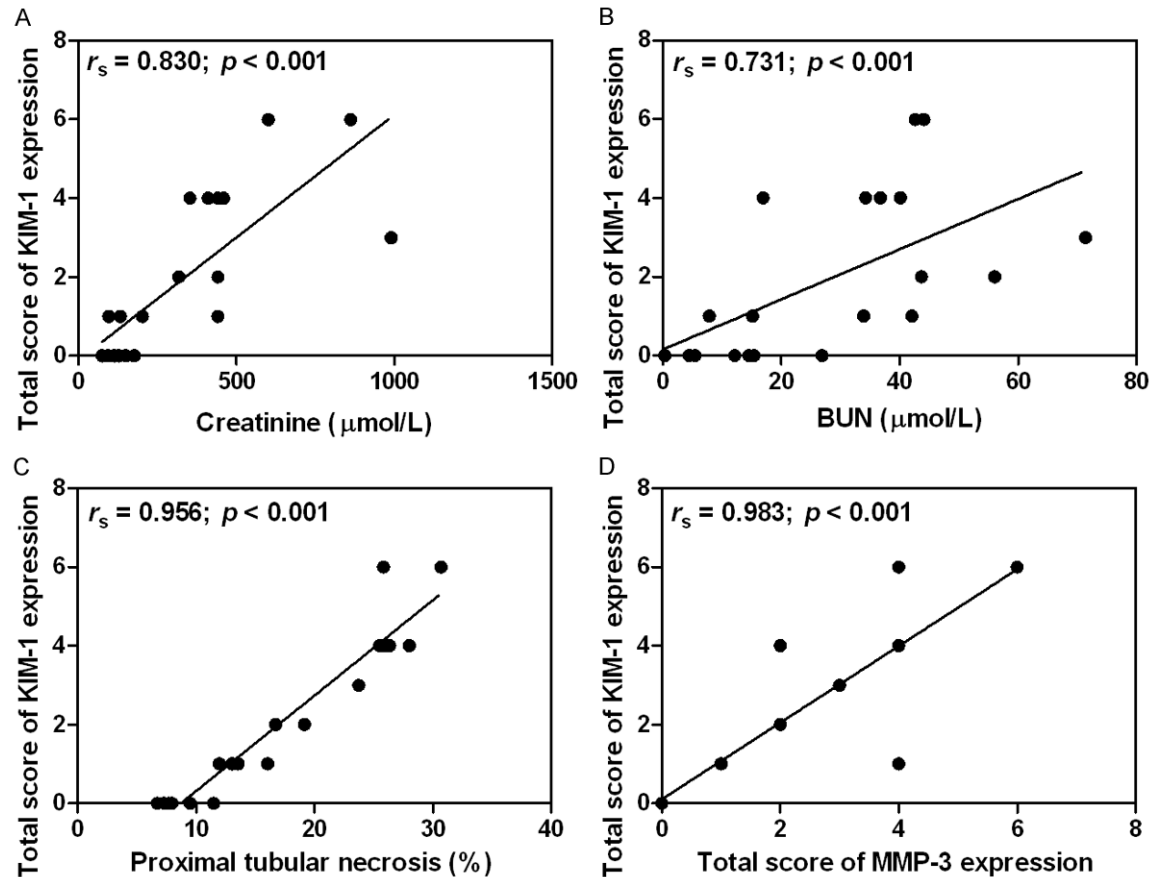 A
Total score of KIM-1 expression
8
6
4
2
0
r_s = 0.830; p < 0.001
0 500 1000 1500
Creatinine (μmol/L)
B
Total score of KIM-1 expression
8
6
4
2
0
r_s = 0.731; p < 0.001
0 20 40 60 80
BUN (μmol/L)
C
Total score of KIM-1 expression
8
6
4
2
0
r_s = 0.956; p < 0.001
0 10 20 30 40
Proximal tubular necrosis (%)
D
Total score of KIM-1 expression
8
6
4
2
0
r_s = 0.983; p < 0.001
0 2 4 6 8
Total score of MMP-3 expression